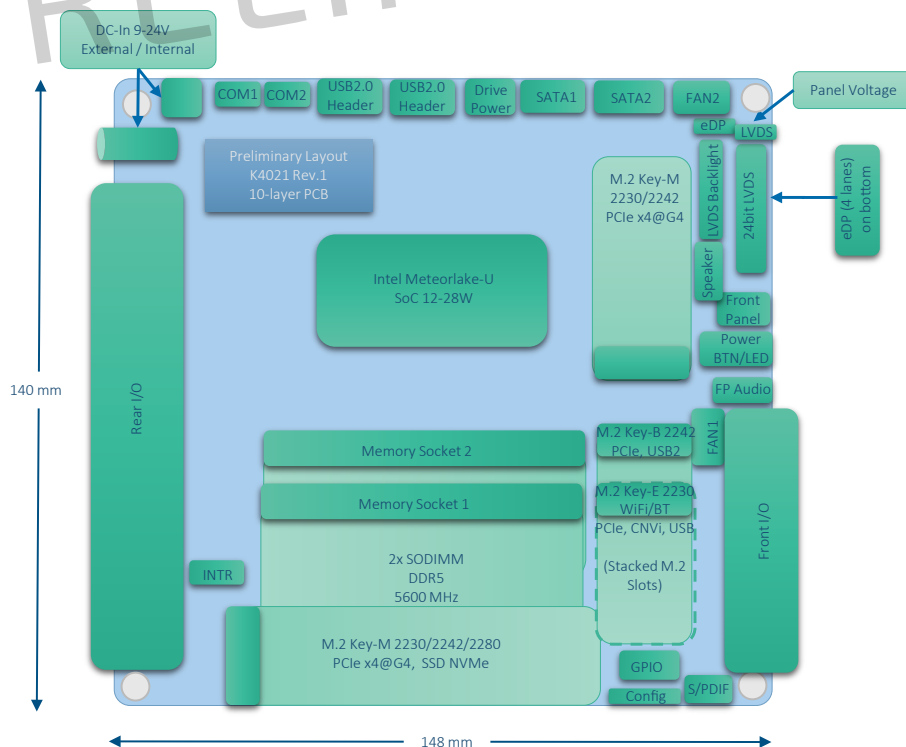 DC-In 9-24V
External / Internal
COM1
COM2
USB2.0
Header
USB2.0
Header
Drive
Power
SATA1
SATA2
FAN2
Panel Voltage
eDP
LVDS
Preliminary Layout
K4021 Rev.1
10-layer PCB
M.2 Key-M
2230/2242
PCIe x4@G4
LVDS Backlight
24bit LVDS
eDP (4 lanes)
on bottom
Intel Meteorlake-U
SoC 12-28W
Speaker
Front
Panel
Power
BTN/LED
140 mm
Rear I/O
FP Audio
FAN1
M.2 Key-B 2242
PCIe, USB2
Memory Socket 2
Memory Socket 1
M.2 Key-E 2230
WiFi/BT
PCIe, CNVi, USB
(Stacked M.2
Slots)
Front I/O
2x SODIMM
DDR5
5600 MHz
INTR
M.2 Key-M 2230/2242/2280
PCIe x4@G4, SSD NVMe
GPIO
Config
S/PDIF
148 mm